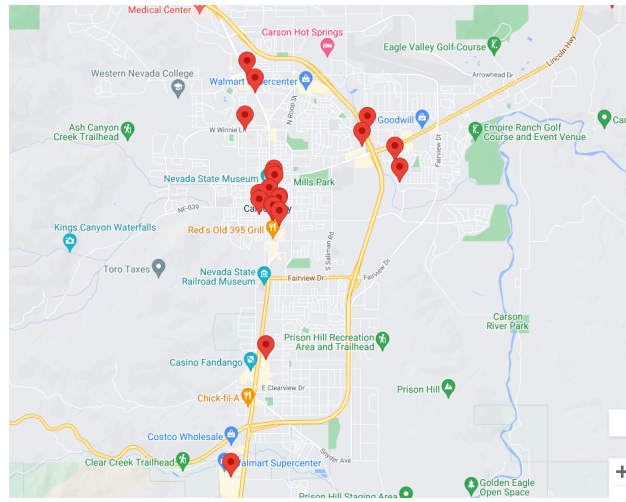 Medical Center
Carson Hot Springs
Eagle Valley Golf Course
Lincoln Hwy
Western Nevada College
Walmart Supercenter
Arrowhead Dr
N Roop St
Goodwill
Ash Canyon
Creek Trailhead
W Winnie Ln
Empire Ranch Golf
Course and Event Venue
Fairview Dr
Nevada State Museum
Mills Park
NF-039
Kings Canyon Waterfalls
Red's Old 395 Grill
S Saliman Rd
Toro Taxes
Nevada State
Railroad Museum
Fairview Dr
Fairview Dr
Carson
River Park
Prison Hill Recreation
Area and Trailhead
Casino Fandango
E Clearview Dr
Prison Hill
Chick-fil-A
Costco Wholesale
Snyder Ave
Clear Creek Trailhead
Walmart Supercenter
Golden Eagle
Open Space
Prison Hill Staging Area
+